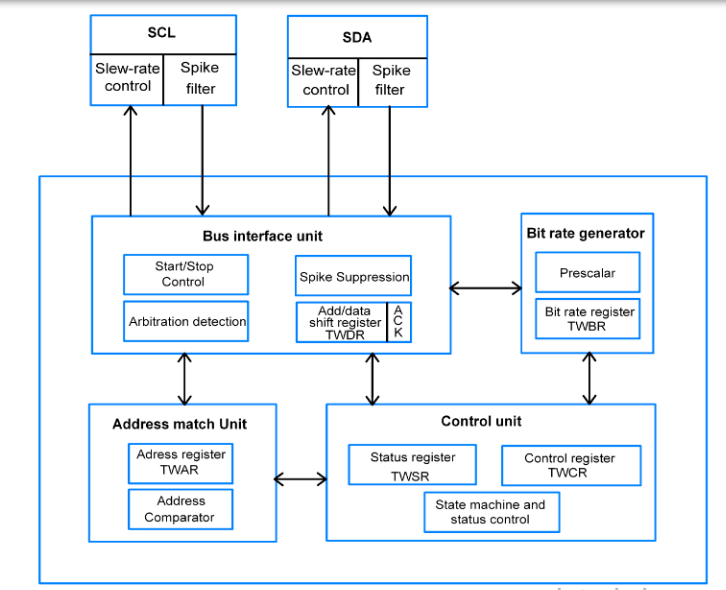 SCL
Slew-rate
control
Spike
filter
SDA
Slew-rate
control
Spike
filter
Bus interface unit
Start/Stop
Control
Spike Suppression
Arbitration detection
Add/data
shift register
TWDR
A
C
K
Bit rate generator
Prescalar
Bit rate register
TWBR
Address match Unit
Adress register
TWAR
Address
Comparator
Control unit
Status register
TWSR
Control register
TWCR
State machine and
status control